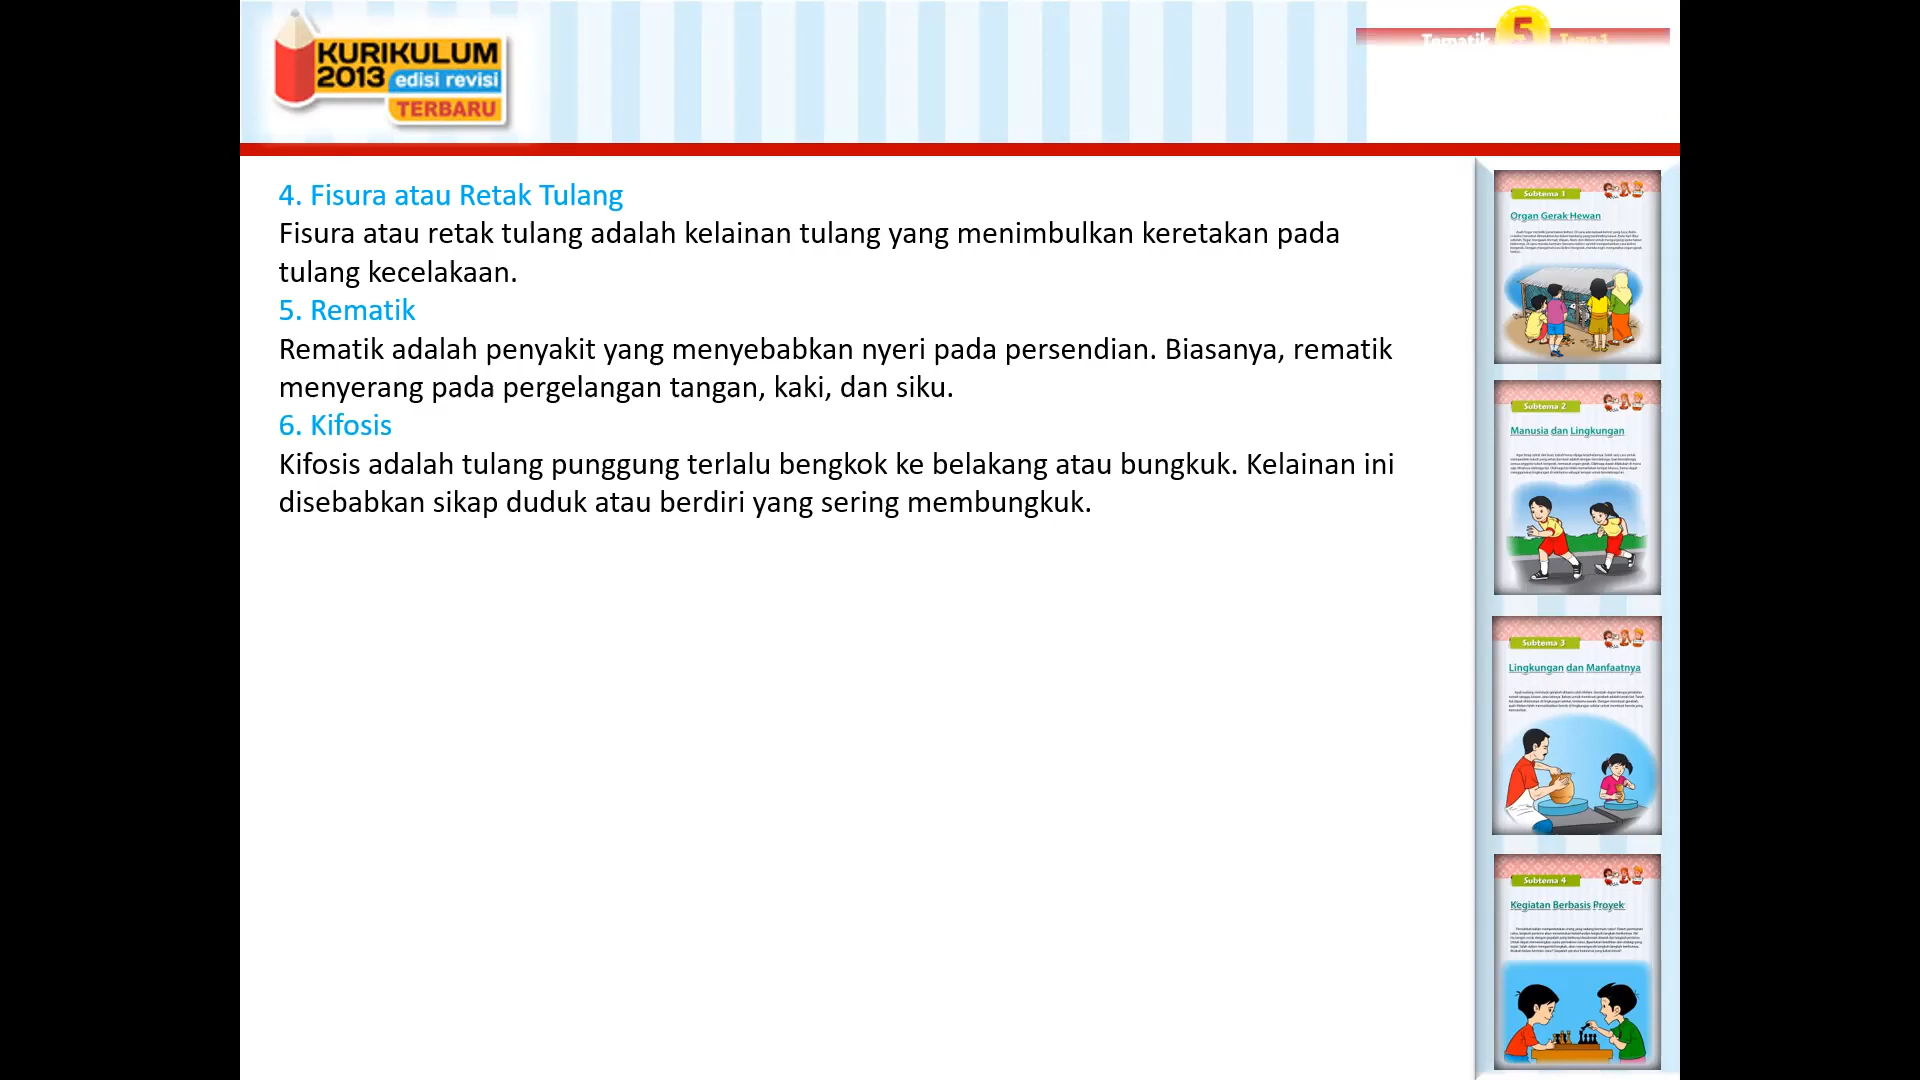 KURIKULUM
2013 edisi revisi
TERBARU
Tematik 5 Tema 1
4. Fisura atau Retak Tulang
Fisura atau retak tulang adalah kelainan tulang yang menimbulkan keretakan pada
tulang kecelakaan.
5. Rematik
Rematik adalah penyakit yang menyebabkan nyeri pada persendian. Biasanya, rematik
menyerang pada pergelangan tangan, kaki, dan siku.
6. Kifosis
Kifosis adalah tulang punggung terlalu bengkok ke belakang atau bungkuk. Kelainan ini
disebabkan sikap duduk atau berdiri yang sering membungkuk.
Subtema 1
Organ Gerak Hewan
Subtema 2
Manusia dan Lingkungan
Subtema 3
Lingkungan dan Manfaatnya
Subtema 4
Kegiatan Berbasis Proyek